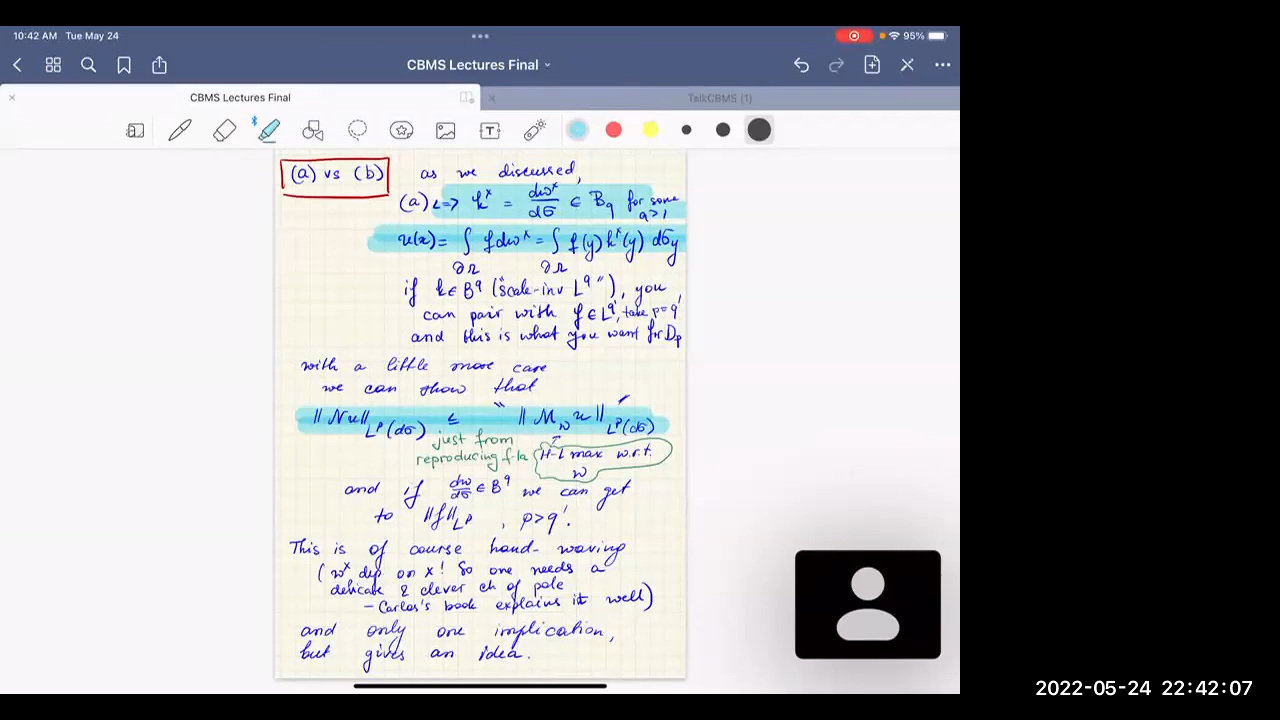 10:42 AM Tue May 24
95%
CBMS Lectures Final
CBMS Lectures Final
TalkCBMS (1)
(a) vs (b) as we discussed,
(a) <=> k^x = dω^x/dσ ∈ B_q for some q>1
u(x) = ∫_∂Ω f dω^x = ∫_∂Ω f(y) k^x(y) dσ_y
if k ∈ B^q ("scale-inv L^q"), you
can pair with f ∈ L^q', take p=q'
and this is what you want for D_p
with a little more care
we can show that
‖Nu‖_L^p(dσ) ≤ " ‖M_ω u‖_L^p(dσ)
just from
reproducing f-la
H-L max w.r.t.
ω
and if dω/dσ ∈ B^q we can get
to ‖f‖_L^p , p>q'.
This is of course hand-waving
(ω^x dep. on x! So one needs a
delicate & clever ch of pole
- Carlos's book explains it well)
and only one implication,
but gives an idea.
2022-05-24 22:42:07